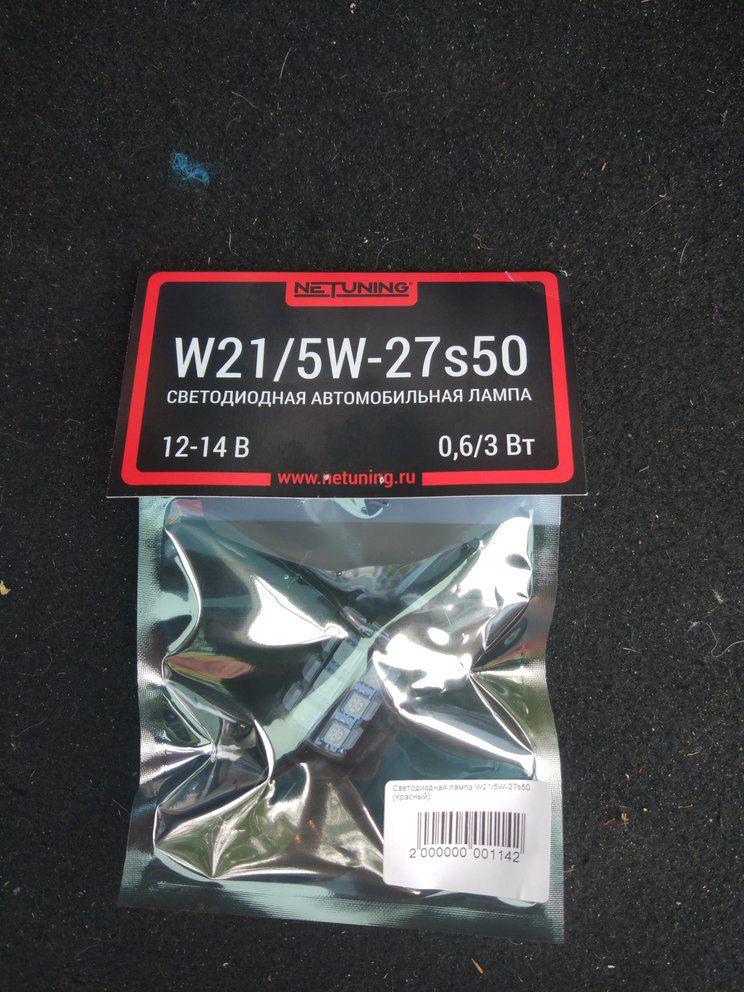 NETUNING
W21/5W-27s50
СВЕТОДИОДНАЯ АВТОМОБИЛЬНАЯ ЛАМПА
12-14 В 0,6/3 Вт
www.netuning.ru
Светодиодная лампа W21/5W-27s50
(Красный)
2 000000 001142